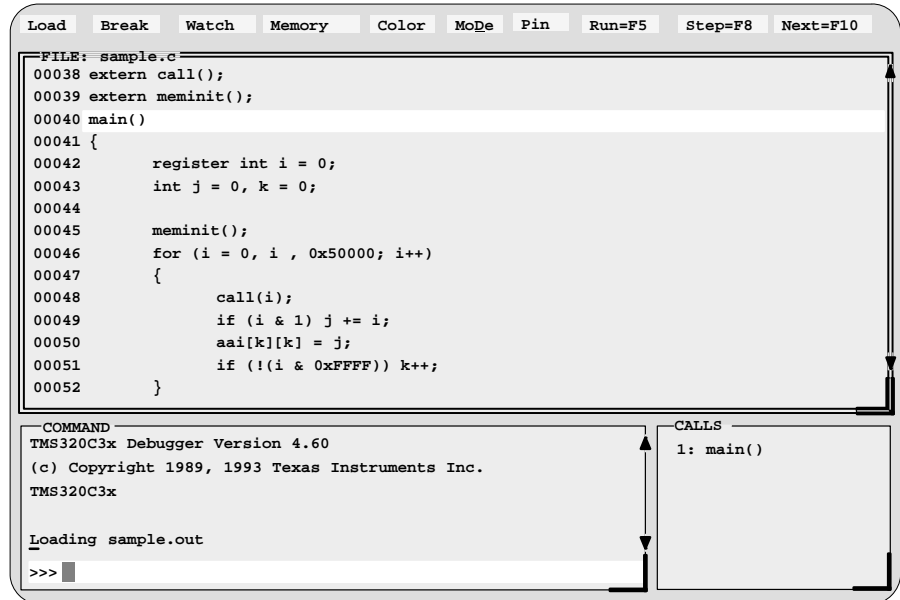 Load Break Watch Memory Color MoDe Pin Run=F5 Step=F8 Next=F10
FILE: sample.c
00038 extern call();
00039 extern meminit();
00040 main()
00041 {
00042 register int i = 0;
00043 int j = 0, k = 0;
00044
00045 meminit();
00046 for (i = 0, i , 0x50000; i++)
00047 {
00048 call(i);
00049 if (i & 1) j += i;
00050 aai[k][k] = j;
00051 if (!(i & 0xFFFF)) k++;
00052 }
COMMAND
TMS320C3x Debugger Version 4.60
(c) Copyright 1989, 1993 Texas Instruments Inc.
TMS320C3x
Loading sample.out
>>>
CALLS
1: main()